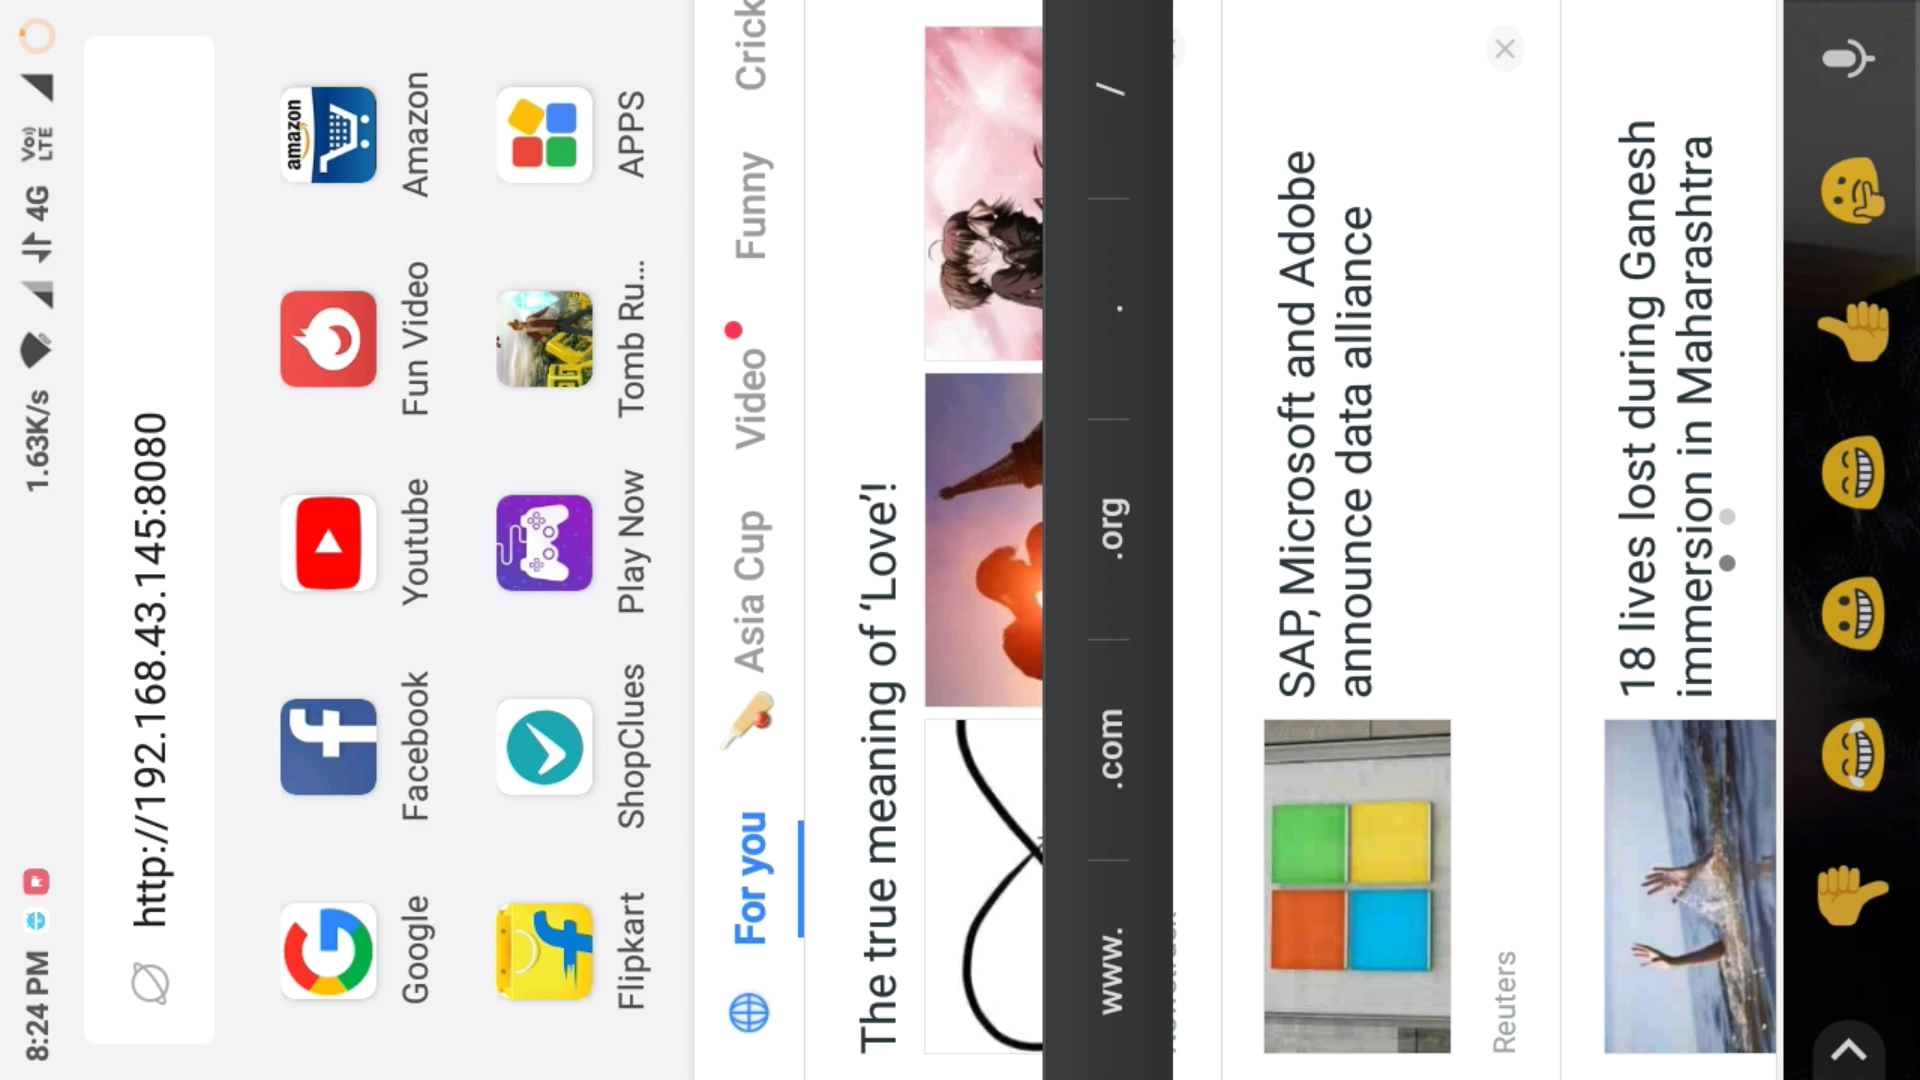 8:24 PM
1.63K/s
4G
Vo))
LTE
http://192.168.43.145:8080
amazon
Google
Facebook
Youtube
Fun Video
Amazon
Flipkart
ShopClues
Play Now
Tomb Ru...
APPS
For you
Asia Cup
Video
Funny
Crick
The true meaning of ‘Love’!
www.
.com
.org
.
/
SAP, Microsoft and Adobe
announce data alliance
Reuters
18 lives lost during Ganesh
immersion in Maharashtra